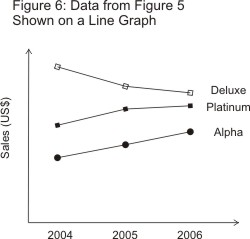 Figure 6: Data from Figure 5
Shown on a Line Graph
Deluxe
Platinum
Alpha
Sales (US$)
2004 2005 2006